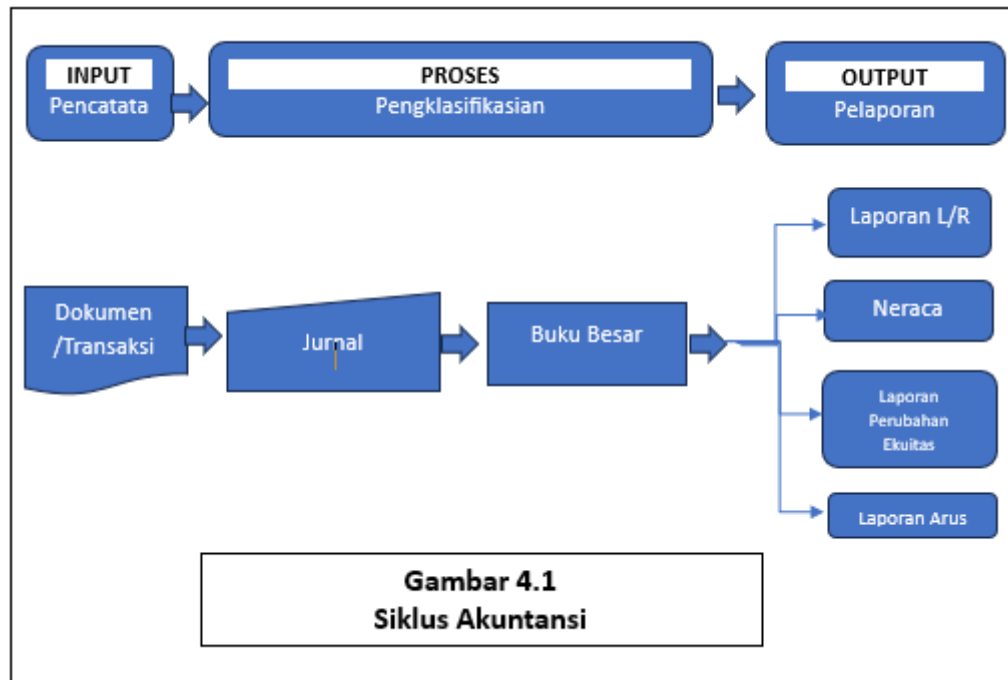 INPUT
Pencatata
PROSES
Pengklasifikasian
OUTPUT
Pelaporan
Dokumen
/Transaksi
Jurnal
Buku Besar
Laporan L/R
Neraca
Laporan
Perubahan
Ekuitas
Laporan Arus
Gambar 4.1
Siklus Akuntansi